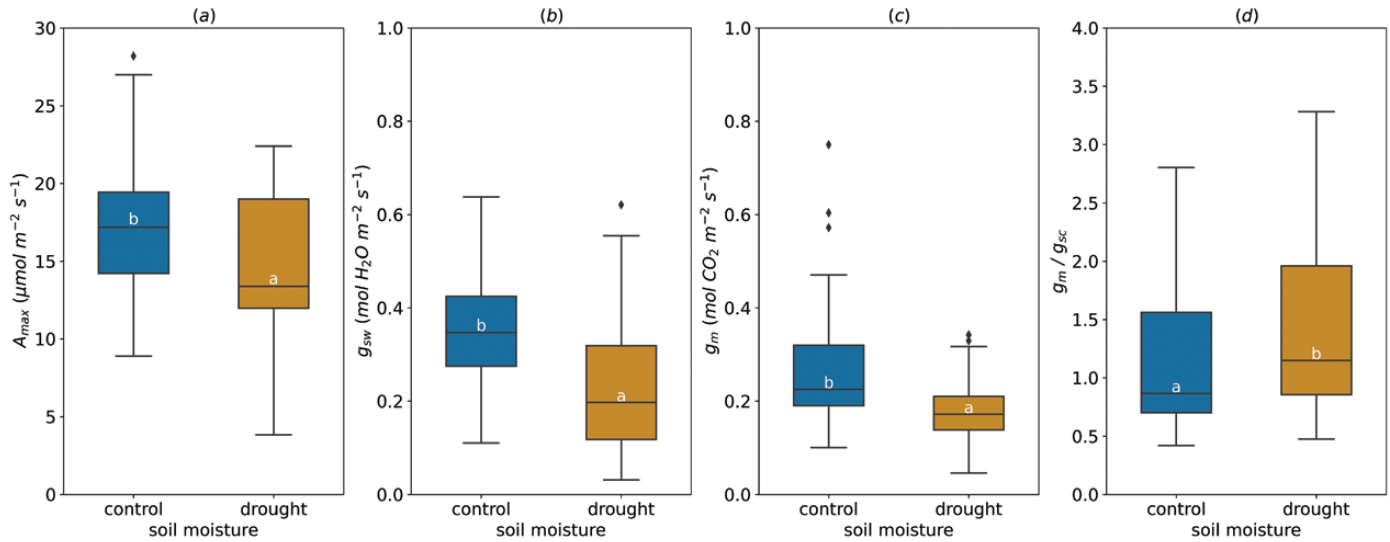 (a)
30
25
20
15
10
5
0
A_max (μmol m⁻² s⁻¹)
b
a
control drought
soil moisture
(b)
1.0
0.8
0.6
0.4
0.2
0.0
g_sw (mol H₂O m⁻² s⁻¹)
b
a
control drought
soil moisture
(c)
1.0
0.8
0.6
0.4
0.2
0.0
g_m (mol CO₂ m⁻² s⁻¹)
b
a
control drought
soil moisture
(d)
4.0
3.5
3.0
2.5
2.0
1.5
1.0
0.5
0.0
g_m / g_sc
a
b
control drought
soil moisture